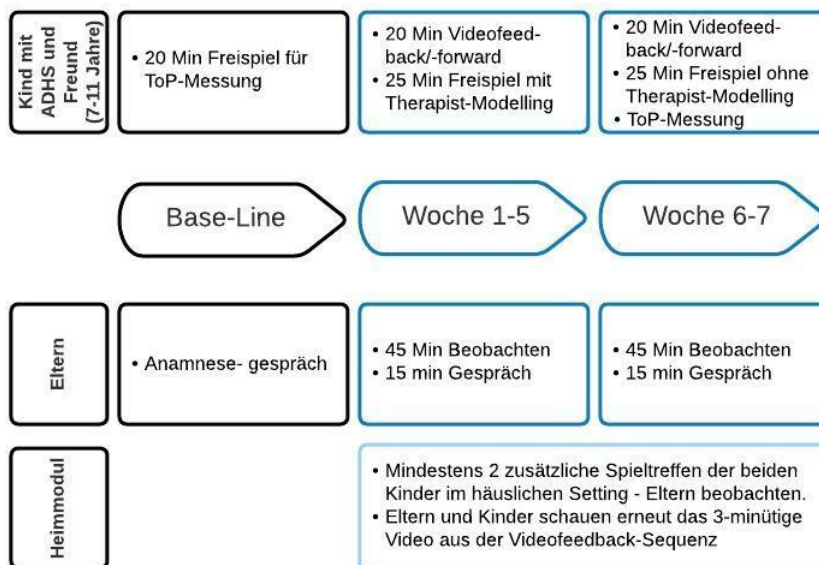 Kind mit
ADHS und
Freund
(7-11 Jahre)
• 20 Min Freispiel für
ToP-Messung
• 20 Min Videofeed-
back/-forward
• 25 Min Freispiel mit
Therapist-Modelling
• 20 Min Videofeed-
back/-forward
• 25 Min Freispiel ohne
Therapist-Modelling
• ToP-Messung
Base-Line
Woche 1-5
Woche 6-7
Eltern
• Anamnese- gespräch
• 45 Min Beobachten
• 15 min Gespräch
• 45 Min Beobachten
• 15 min Gespräch
Heimmodul
• Mindestens 2 zusätzliche Spieltreffen der beiden
Kinder im häuslichen Setting - Eltern beobachten.
• Eltern und Kinder schauen erneut das 3-minütige
Video aus der Videofeedback-Sequenz